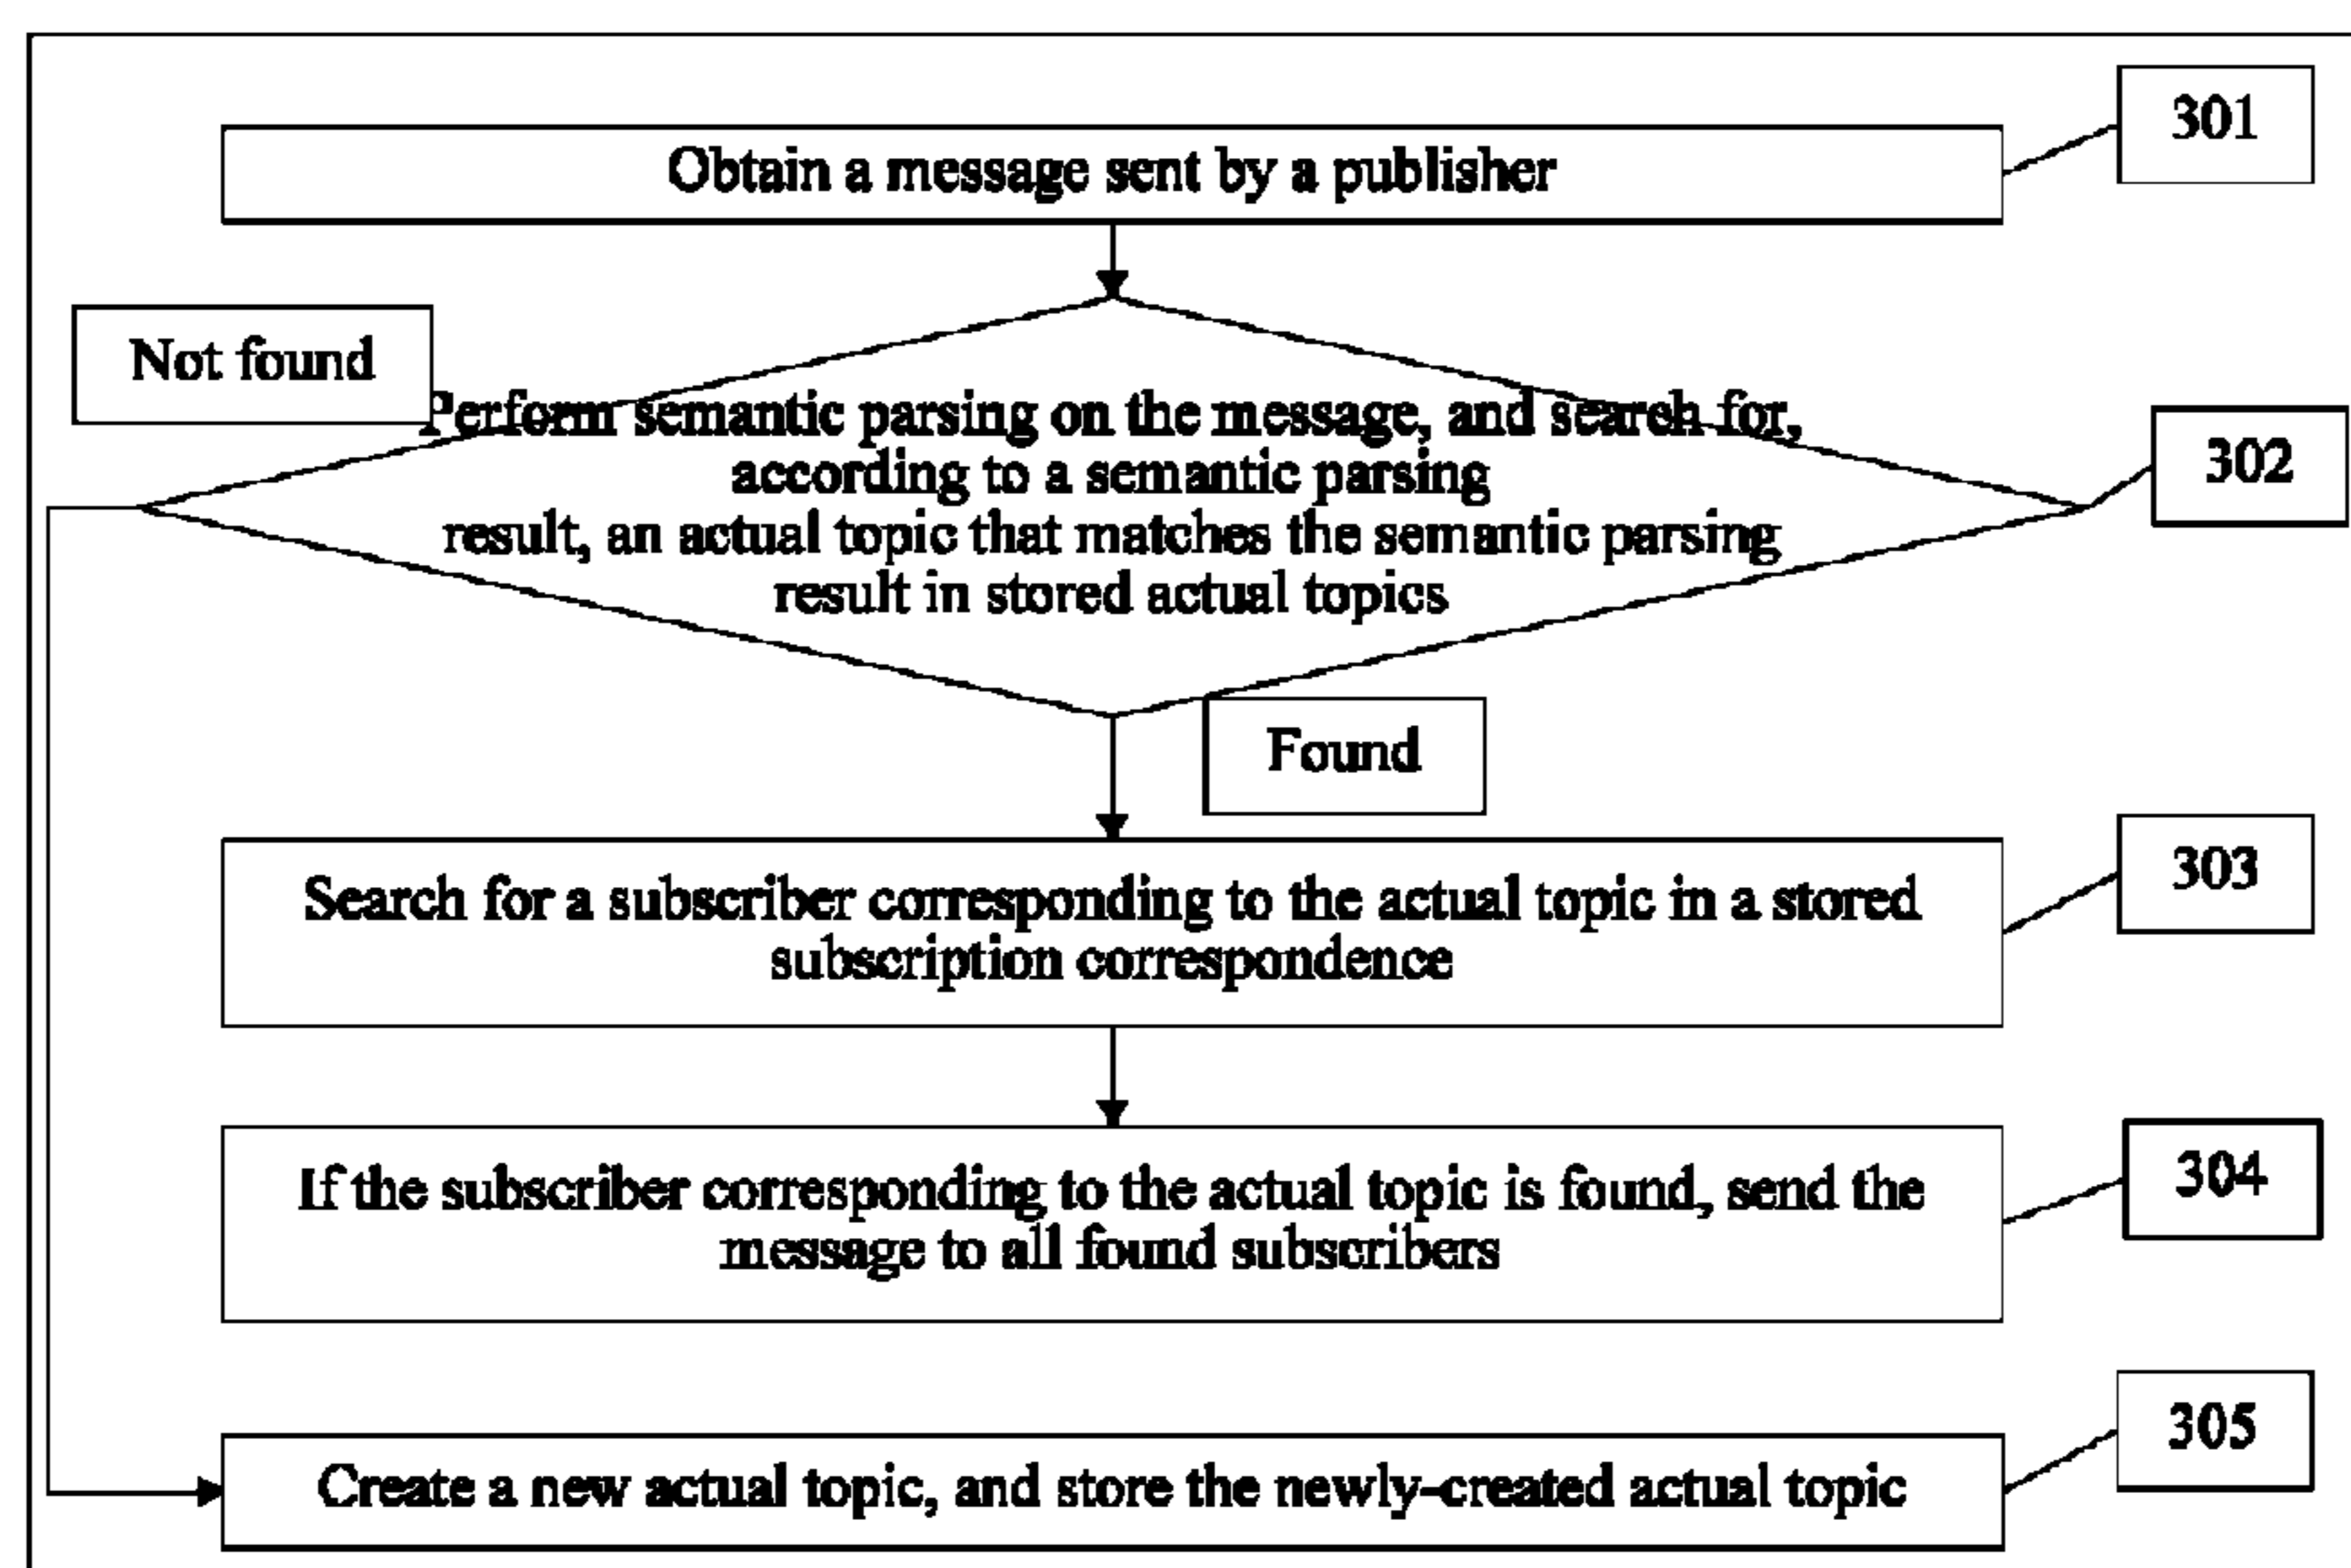 301
Obtain a message sent by a publisher
Not found
Perform semantic parsing on the message, and search for,
according to a semantic parsing
result, an actual topic that matches the semantic parsing
result in stored actual topics
302
Found
303
Search for a subscriber corresponding to the actual topic in a stored
subscription correspondence
304
If the subscriber corresponding to the actual topic is found, send the
message to all found subscribers
305
Create a new actual topic, and store the newly-created actual topic